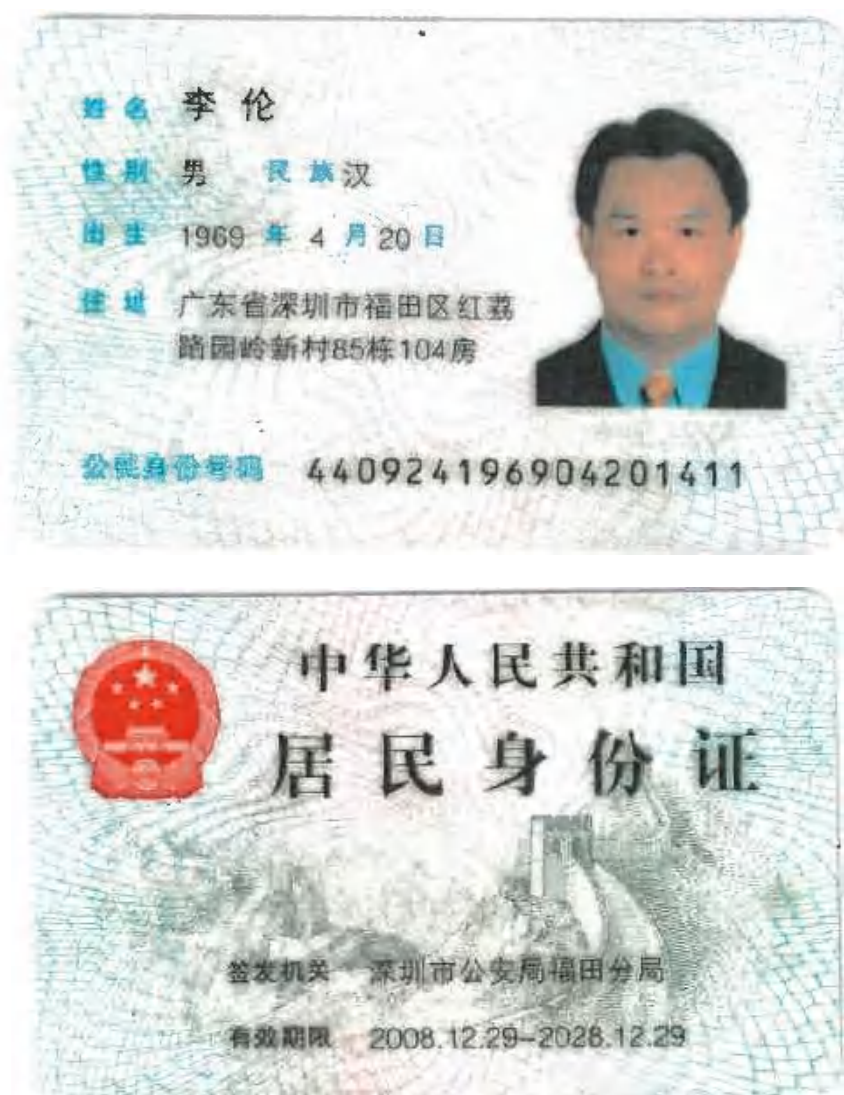 姓名 李伦
性别 男 民族 汉
出生 1969 年 4 月 20 日
住址 广东省深圳市福田区红荔
路园岭新村85栋104房
公民身份号码 440924196904201411
中华人民共和国
居民身份证
签发机关 深圳市公安局福田分局
有效期限 2008.12.29-2028.12.29